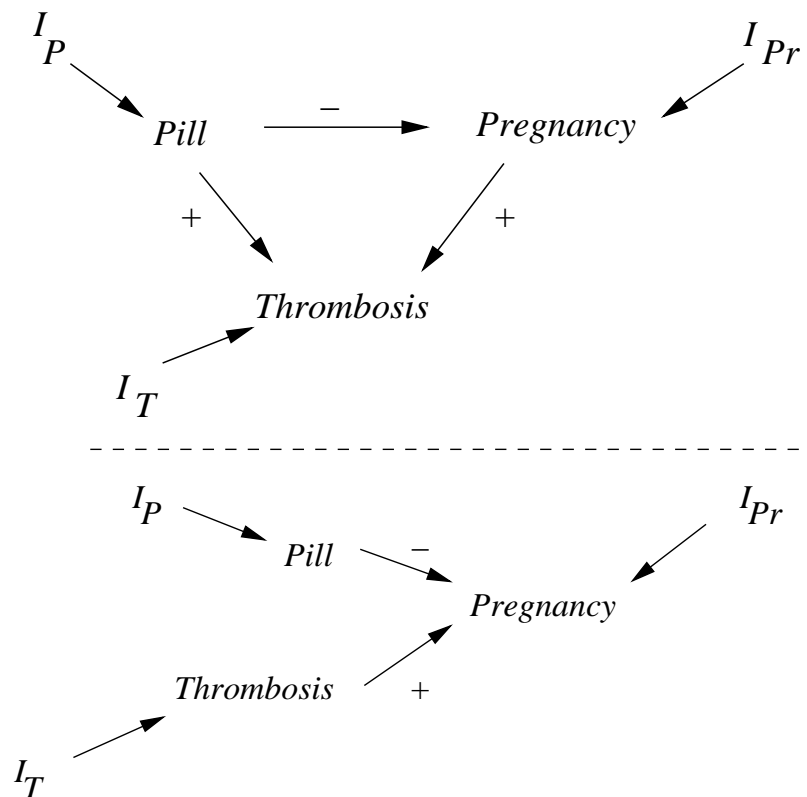 I_P
I_Pr
Pill
−
Pregnancy
+
+
Thrombosis
I_T
I_P
I_Pr
Pill
−
Pregnancy
Thrombosis
+
I_T